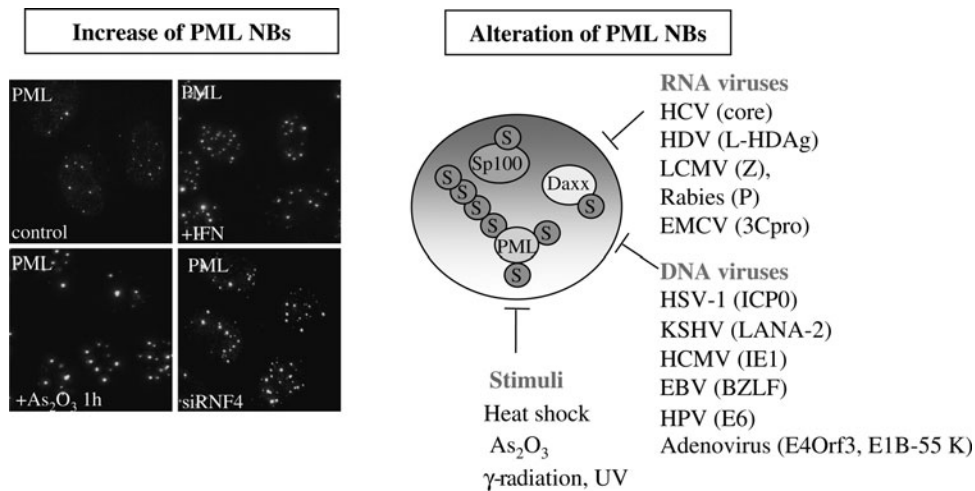 Increase of PML NBs
PML
control
PML
+IFN
PML
+As₂O₃ 1h
PML
siRNF4
Alteration of PML NBs
S
Sp100
S
S
S
S
Daxx
S
PML
S
S
RNA viruses
HCV (core)
HDV (L-HDAg)
LCMV (Z),
Rabies (P)
EMCV (3Cpro)
DNA viruses
HSV-1 (ICP0)
KSHV (LANA-2)
HCMV (IE1)
EBV (BZLF)
HPV (E6)
Adenovirus (E4Orf3, E1B-55 K)
Stimuli
Heat shock
As₂O₃
γ-radiation, UV